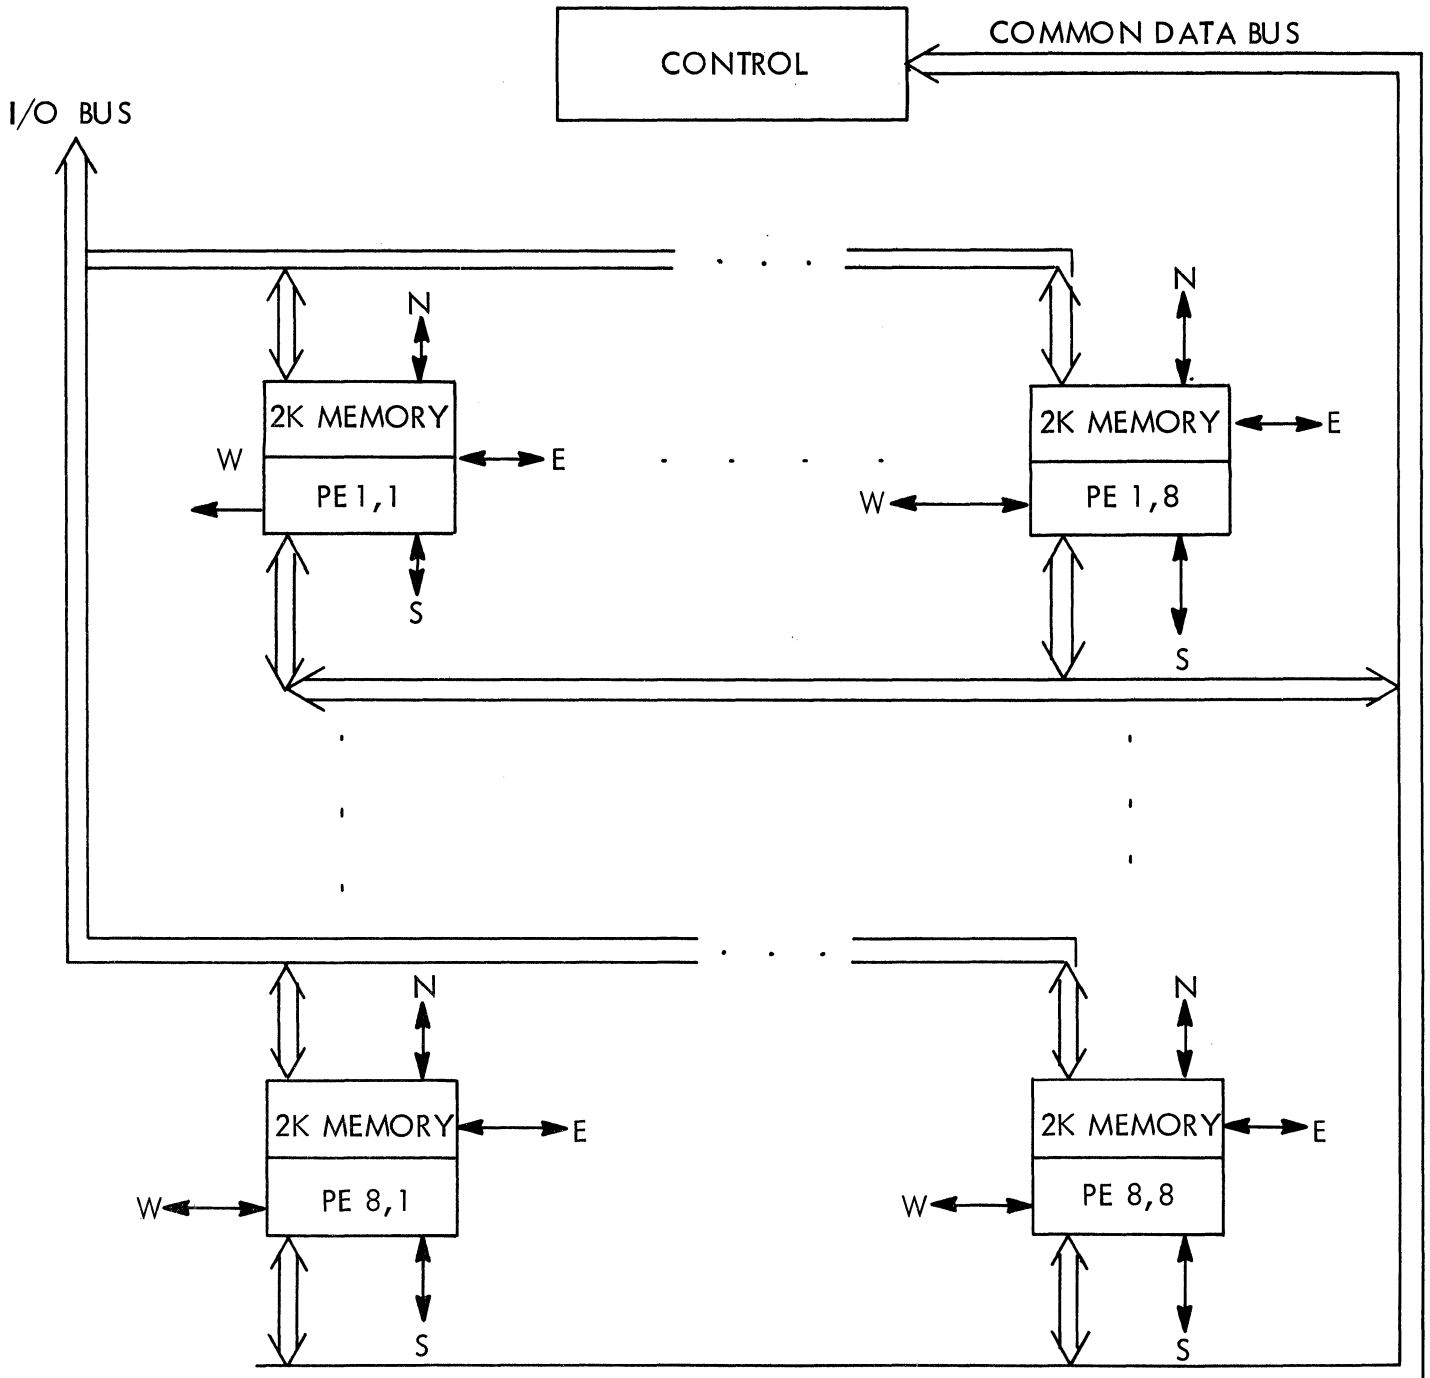 COMMON DATA BUS
CONTROL
I/O BUS
N
N
2K MEMORY
2K MEMORY
E
W
E
PE 1,1
PE 1,8
W
S
S
N
N
2K MEMORY
E
2K MEMORY
E
PE 8,1
PE 8,8
W
W
S
S